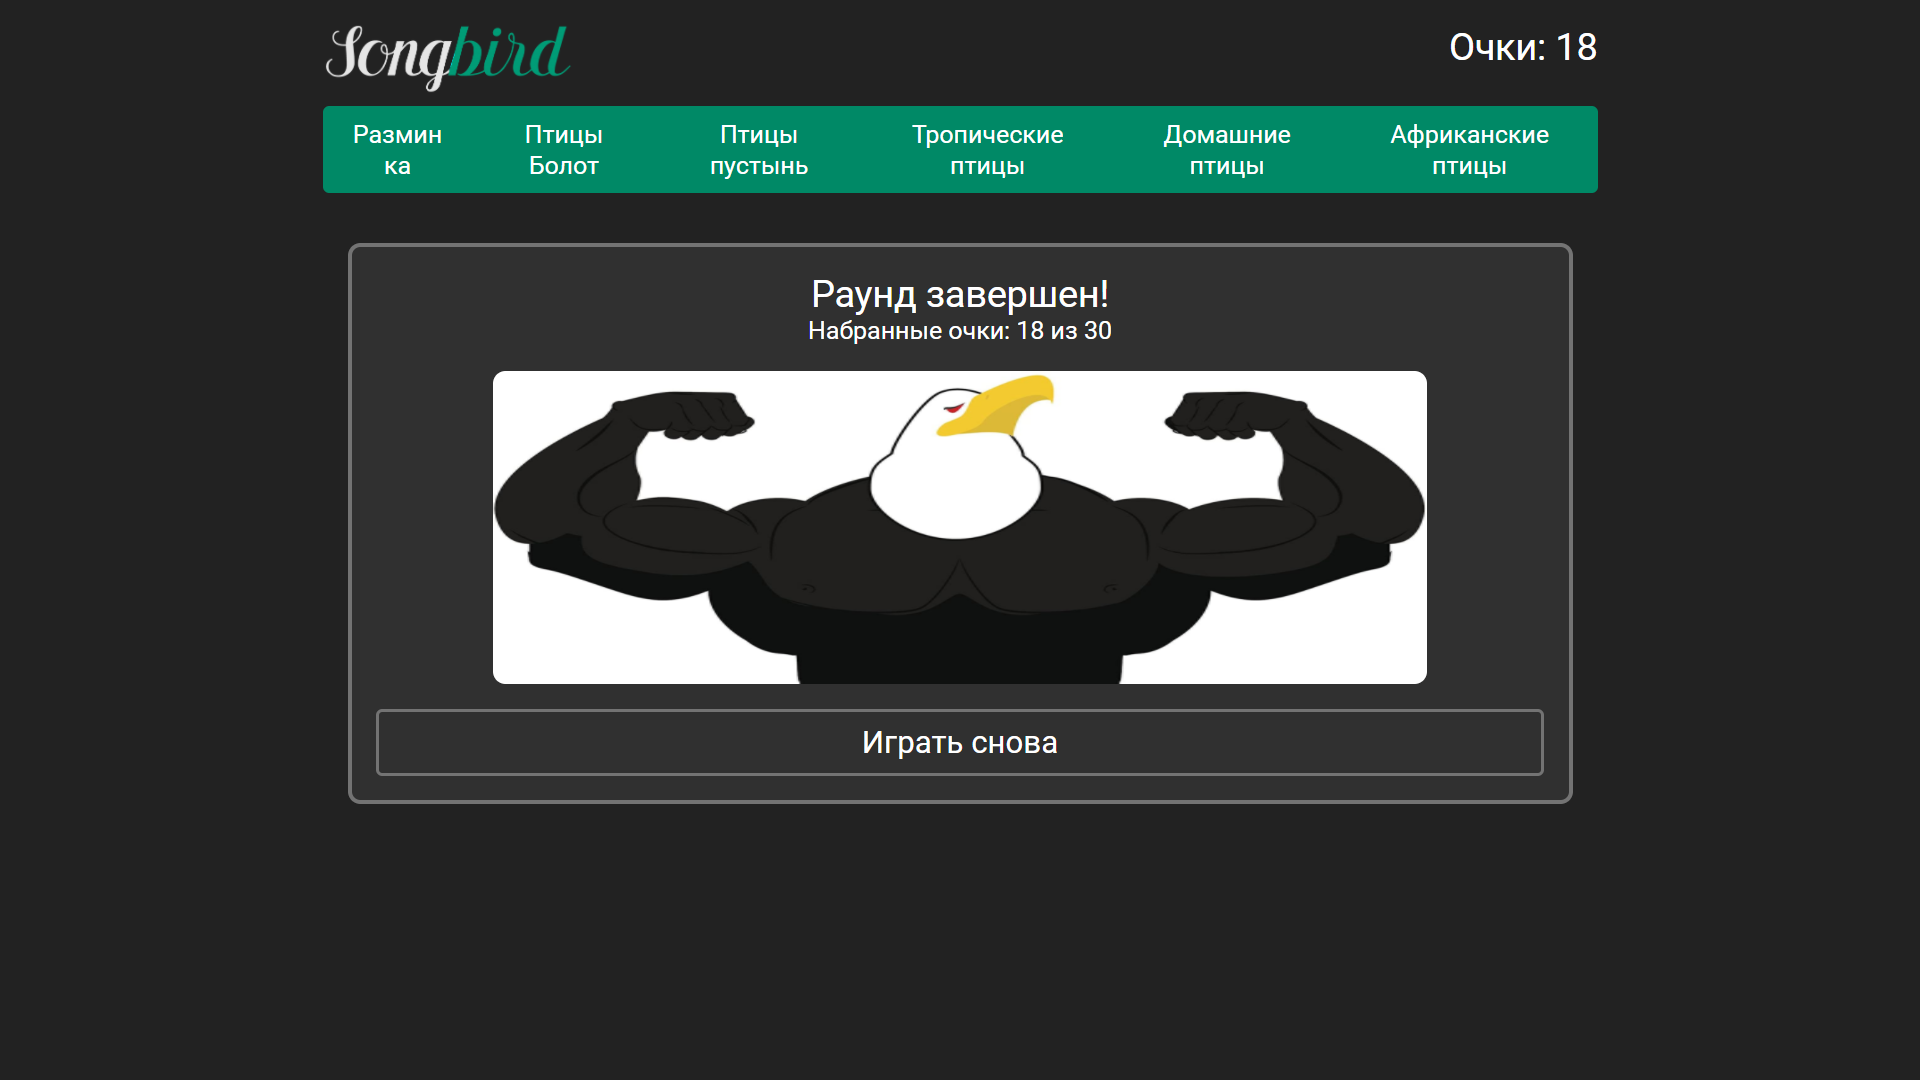 Songbird
Очки: 18
Размин
ка
Птицы
Болот
Птицы
пустынь
Тропические
птицы
Домашние
птицы
Африканские
птицы
Раунд завершен!
Набранные очки: 18 из 30
Играть снова